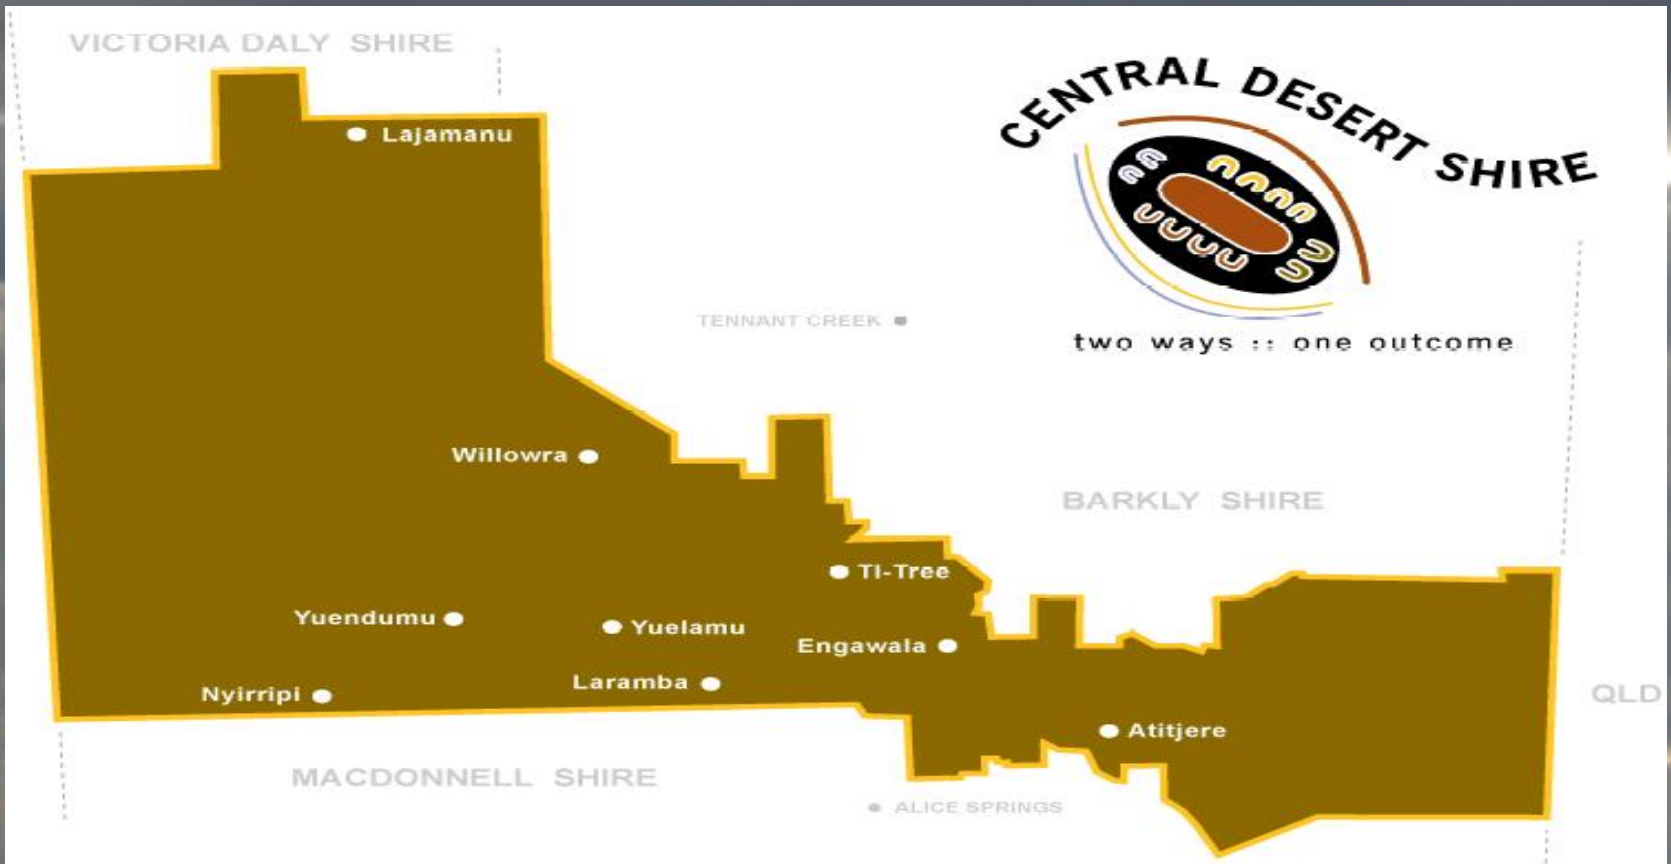 VICTORIA DALY SHIRE
CENTRAL DESERT SHIRE
Lajamanu
TENNANT CREEK
two ways :: one outcome
Willowra
BARKLY SHIRE
TI-Tree
Yuendumu
Yuelamu
Engawala
Laramba
Nyirripi
QLD
Atitjere
MACDONNELL SHIRE
ALICE SPRINGS